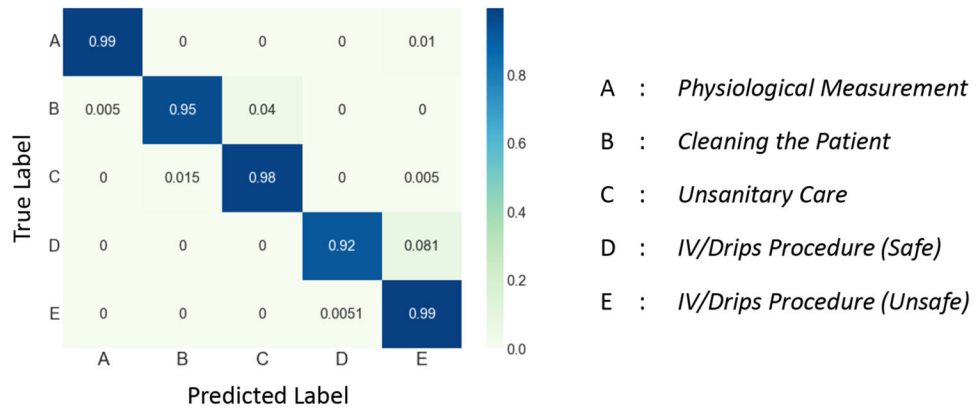 A 0.99 0 0 0 0.01
B 0.005 0.95 0.04 0 0
C 0 0.015 0.98 0 0.005
D 0 0 0 0.92 0.081
E 0 0 0 0.0051 0.99
A B C D E
True Label
Predicted Label
0.8
0.6
0.4
0.2
0.0
A : Physiological Measurement
B : Cleaning the Patient
C : Unsanitary Care
D : IV/Drips Procedure (Safe)
E : IV/Drips Procedure (Unsafe)